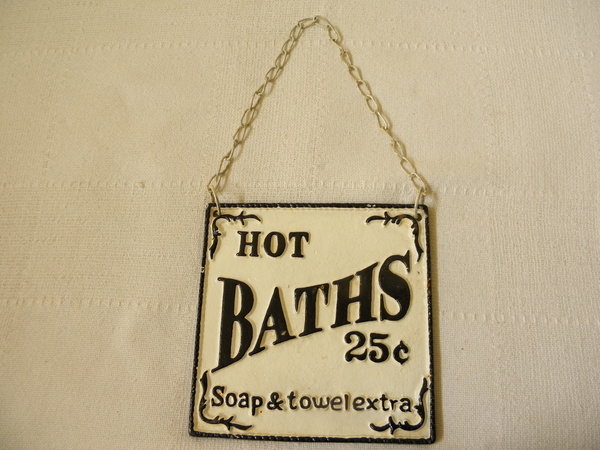 HOT
BATHS
25¢
Soap & towel extra